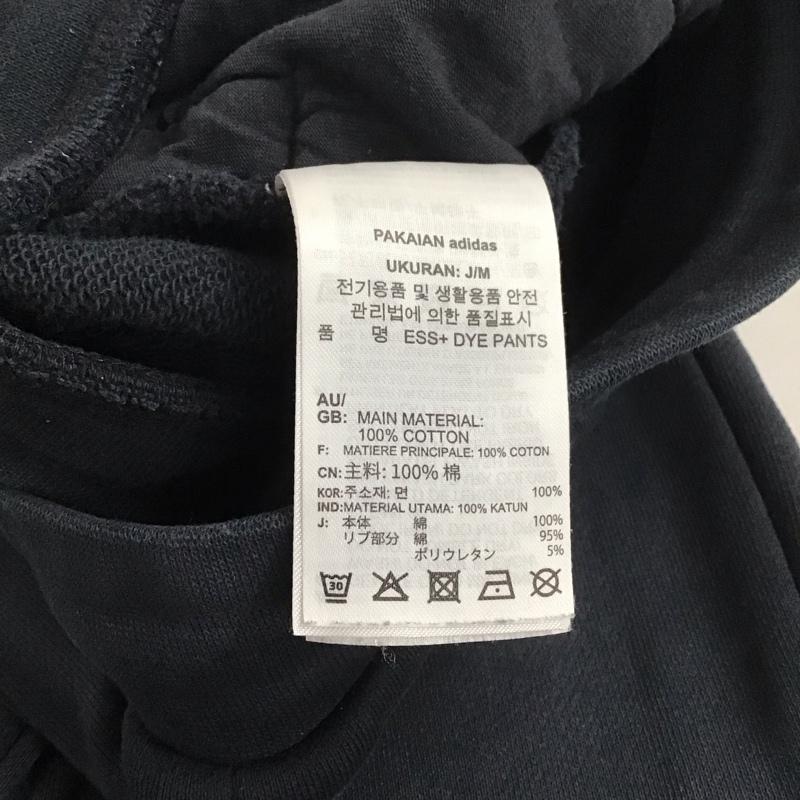 PAKAIAN adidas
UKURAN: J/M
전기용품 및 생활용품 안전
관리법에 의한 품질표시
품 명 ESS+ DYE PANTS
AU/
GB: MAIN MATERIAL:
100% COTTON
F: MATIERE PRINCIPALE: 100% COTON
CN: 主料: 100% 棉
KOR: 주소재: 면 100%
IND: MATERIAL UTAMA: 100% KATUN
J: 本体 綿 100%
リブ部分 綿 95%
ポリウレタン 5%
30